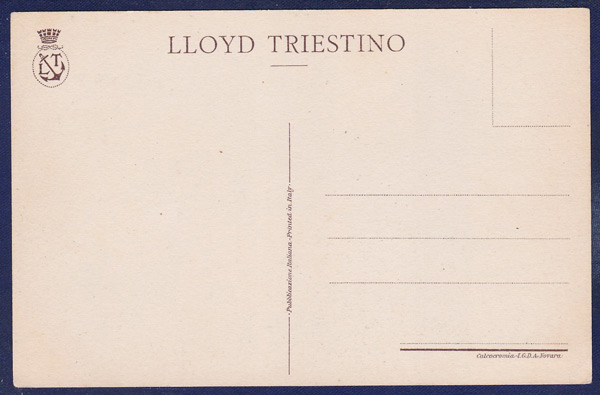 LT
LLOYD TRIESTINO
Pubblicazione Italiana.-Printed in Italy
Calcocromia-I.G.D.A.-Novara.